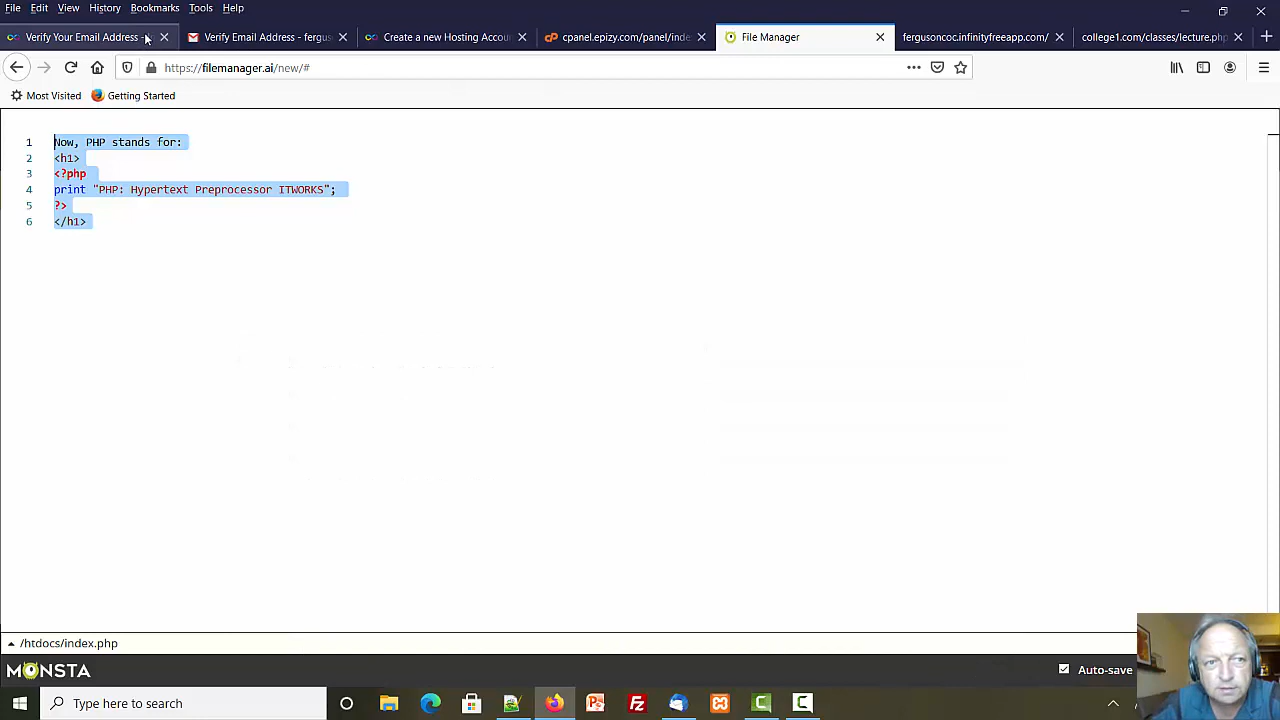 File Edit View History Bookmarks Tools Help
Verify Your Email Address - Verify Email Address - fergus Create a new Hosting Accou cpanel.epizy.com/panel/inde File Manager fergusoncoc.infinityfreeapp.com/ college1.com/classes/lecture.php
https://filemanager.ai/new/#
Most Visited Getting Started
1 Now, PHP stands for:
2 <h1>
3 <?php
4 print "PHP: Hypertext Preprocessor ITWORKS";
5 ?>
6 </h1>
/htdocs/index.php
MONSTA Auto-save
Type here to search